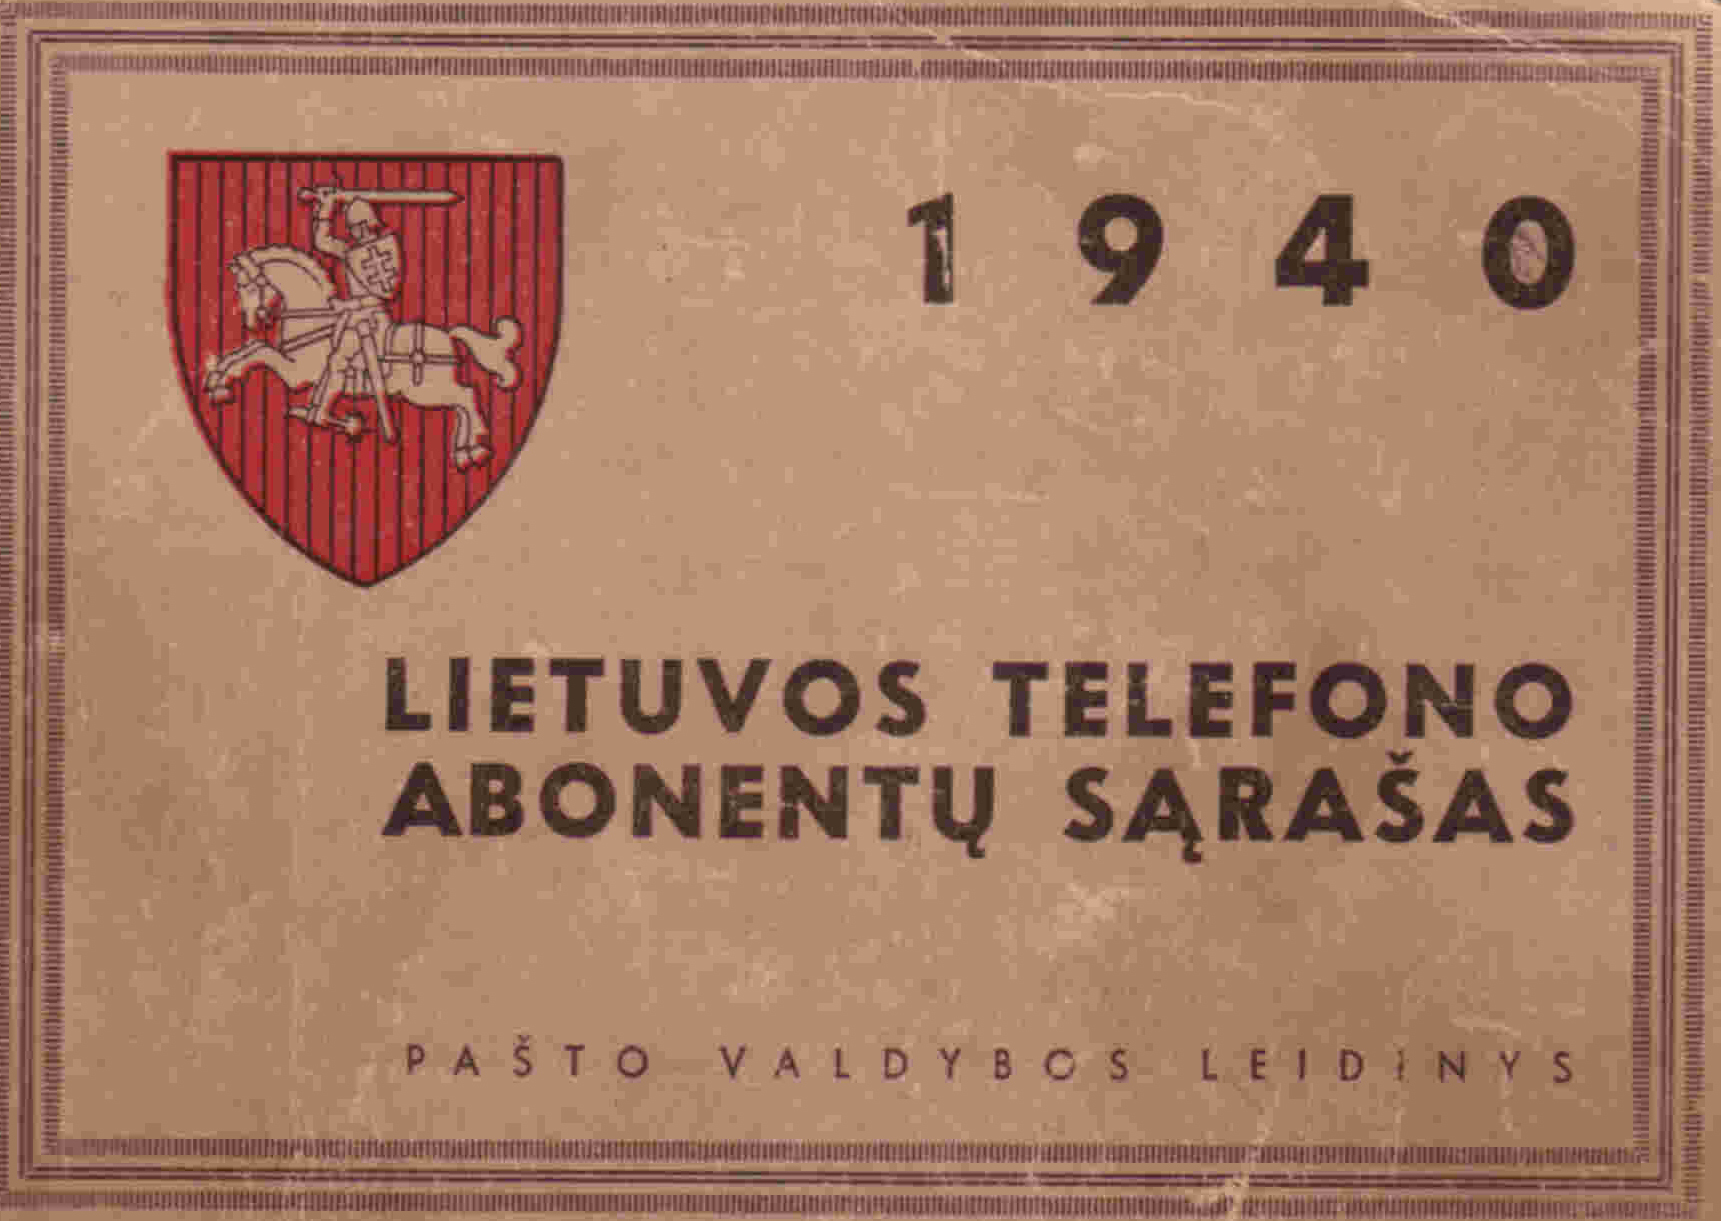 1940
LIETUVOS TELEFONO
ABONENTŲ SĄRAŠAS
PAŠTO VALDYBOS LEIDINYS